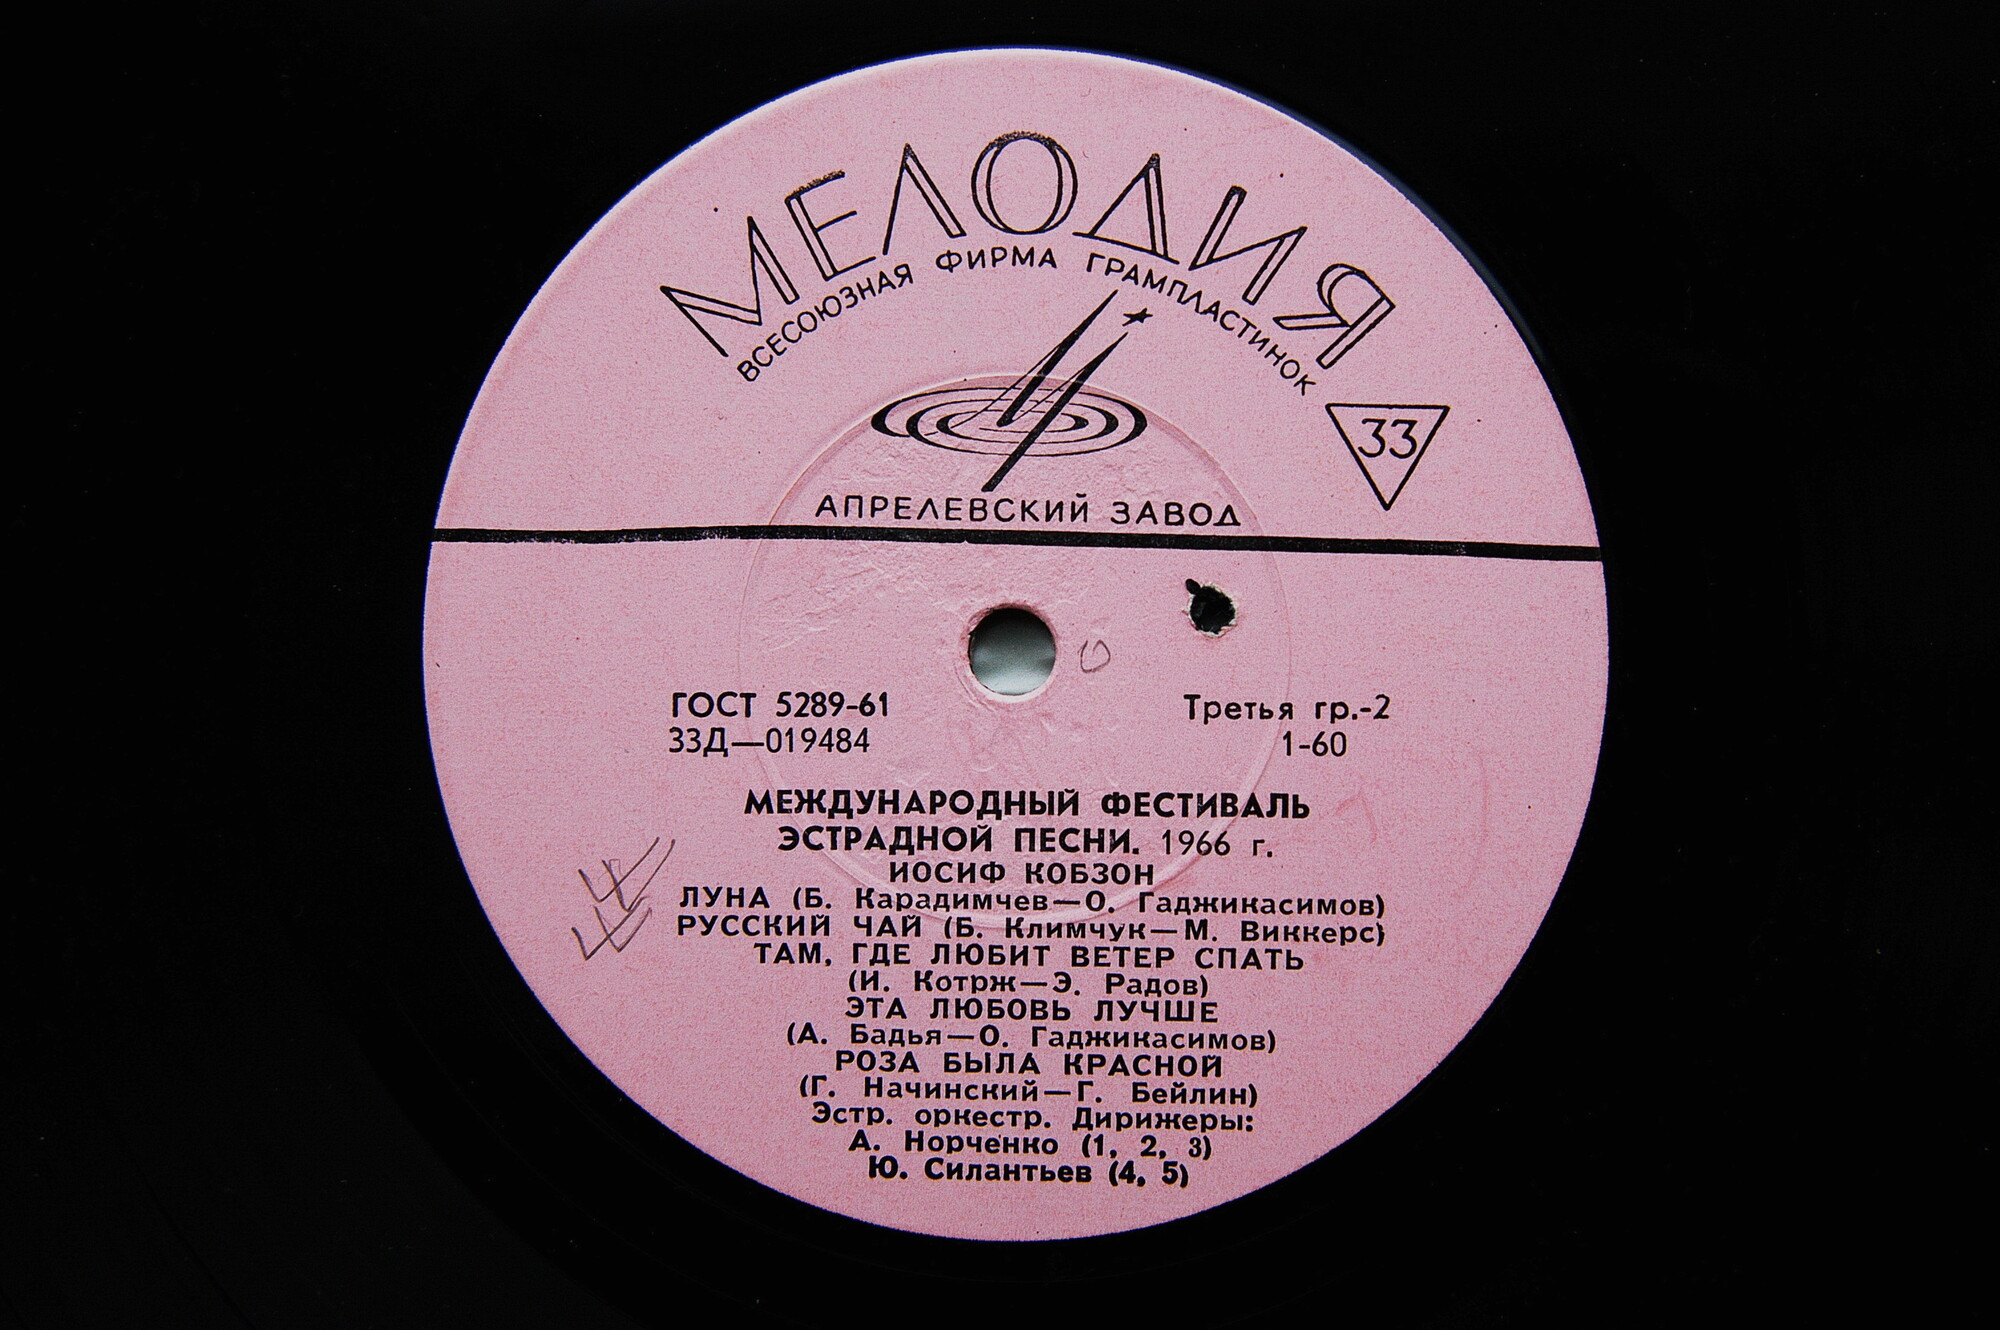 МЕЛОДИЯ
ВСЕСОЮЗНАЯ ФИРМА ГРАМПЛАСТИНОК
33
АПРЕЛЕВСКИЙ ЗАВОД
ГОСТ 5289-61
Третья гр.-2
33Д—019484
1-60
МЕЖДУНАРОДНЫЙ ФЕСТИВАЛЬ
ЭСТРАДНОЙ ПЕСНИ. 1966 г.
ИОСИФ КОБЗОН
ЛУНА (Б. Карадимчев—О. Гаджикасимов)
РУССКИЙ ЧАЙ (Б. Климчук—М. Виккерс)
ТАМ, ГДЕ ЛЮБИТ ВЕТЕР СПАТЬ
(И. Котрж—Э. Радов)
ЭТА ЛЮБОВЬ ЛУЧШЕ
(А. Бадья—О. Гаджикасимов)
РОЗА БЫЛА КРАСНОЙ
(Г. Начинский—Г. Бейлин)
Эстр. оркестр. Дирижеры:
А. Норченко (1, 2, 3)
Ю. Силантьев (4, 5)